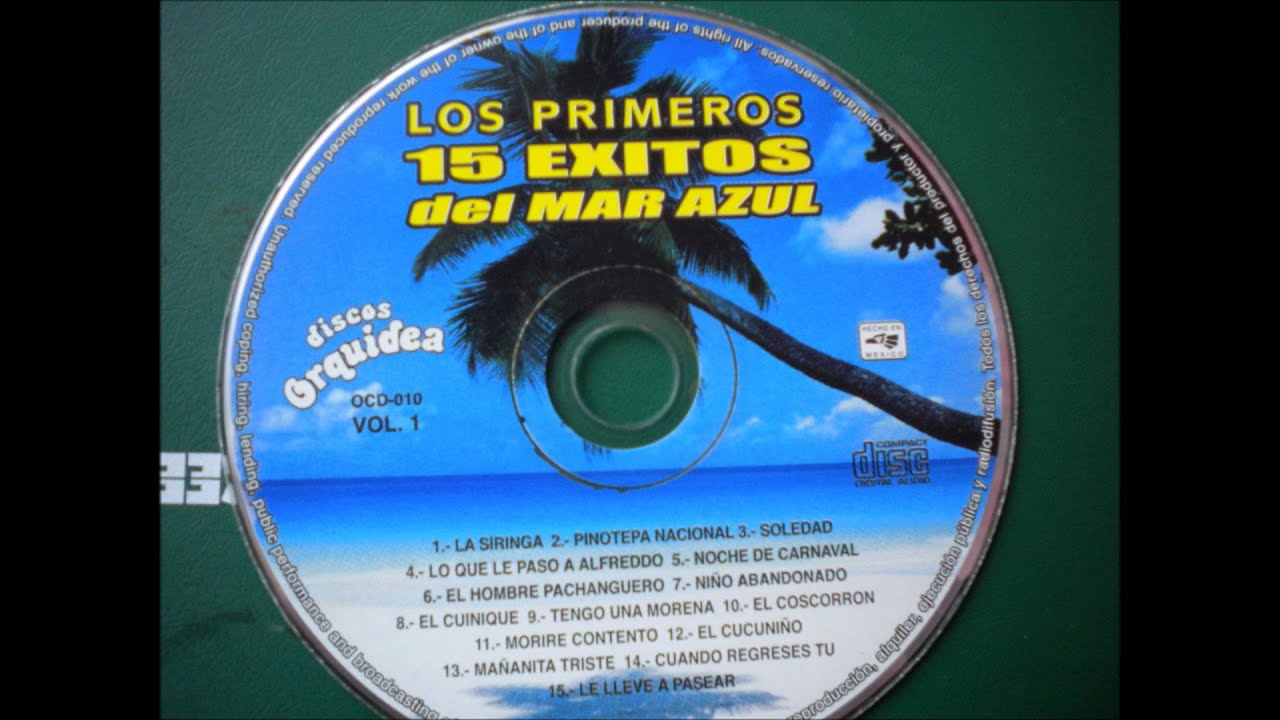 LOS PRIMEROS
15 EXITOS
del MAR AZUL
discos
Orquidea
OCD-010
VOL. 1
HECHO EN
MEXICO
COMPACT
disc
DIGITAL AUDIO
1.- LA SIRINGA 2.- PINOTEPA NACIONAL 3.- SOLEDAD
4.- LO QUE LE PASO A ALFREDDO 5.- NOCHE DE CARNAVAL
6.- EL HOMBRE PACHANGUERO 7.- NIÑO ABANDONADO
8.- EL CUINIQUE 9.- TENGO UNA MORENA 10.- EL COSCORRON
11.- MORIRE CONTENTO 12.- EL CUCUNIÑO
13.- MAÑANITA TRISTE 14.- CUANDO REGRESES TU
15.- LE LLEVE A PASEAR
All rights of the producer and of the owner of the work reproduced reserved. Unauthorized coping, hiring, lending, public performance and broadcasting
reproducción, alquiler, ejecución pública y radiodifusión. Todos los derechos del productor y propietario reservados.